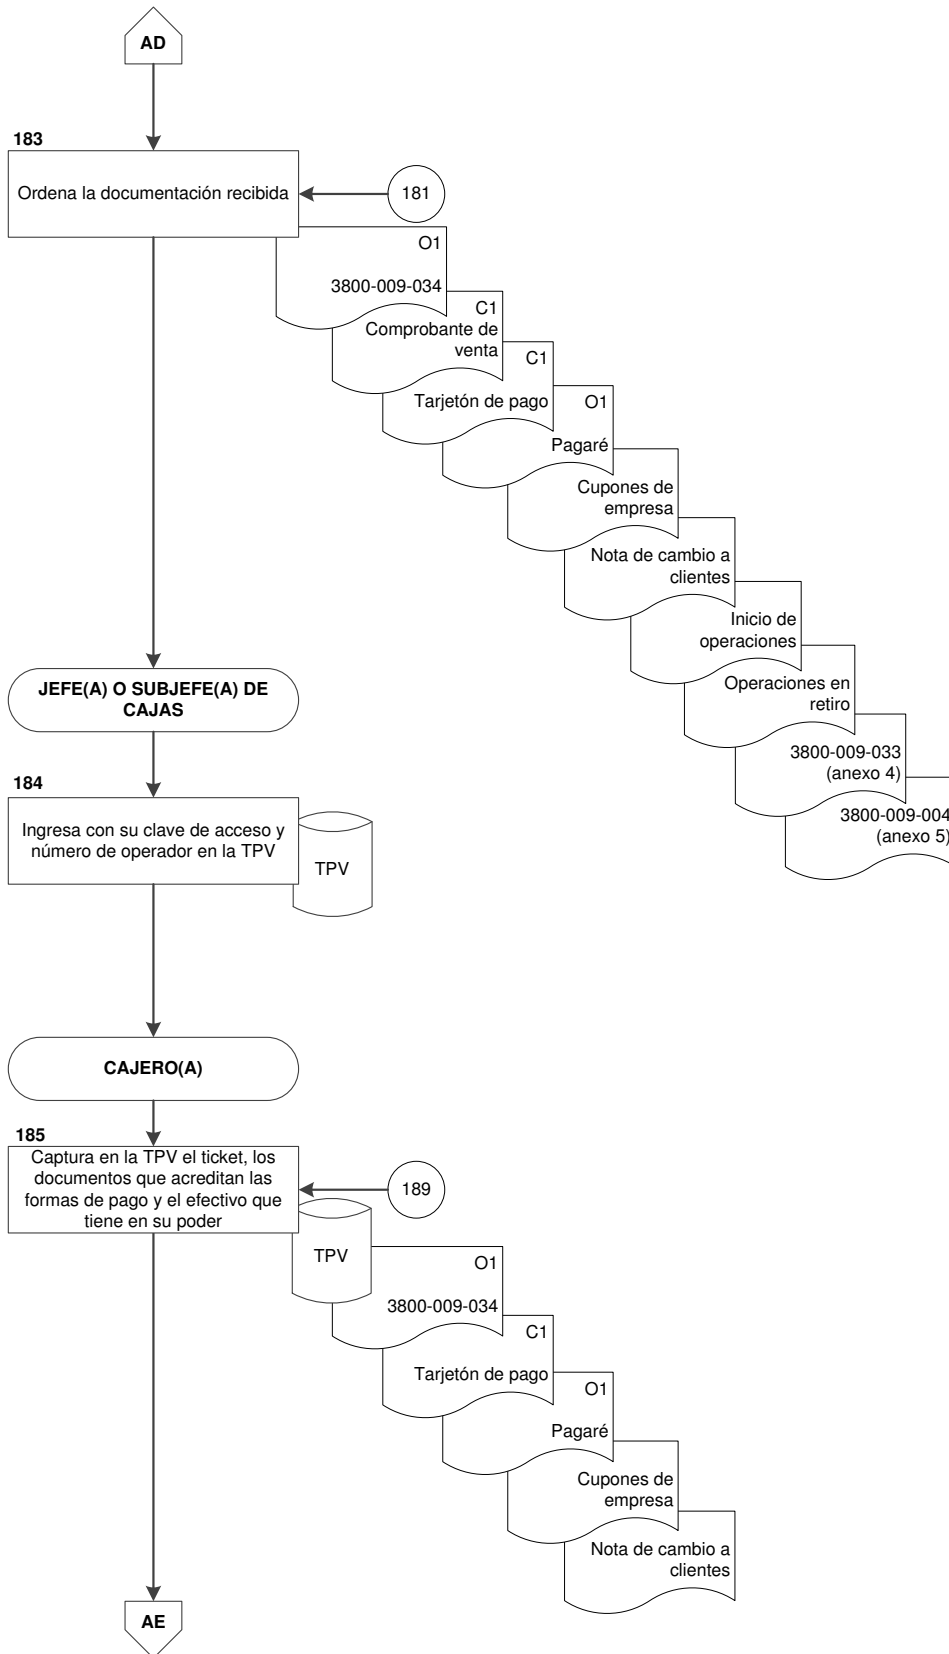 AD
183
Ordena la documentación recibida
181
O1
3800-009-034
C1
Comprobante de
venta
C1
Tarjetón de pago
O1
Pagaré
Cupones de
empresa
Nota de cambio a
clientes
Inicio de
operaciones
Operaciones en
retiro
3800-009-033
(anexo 4)
3800-009-004
(anexo 5)
JEFE(A) O SUBJEFE(A) DE
CAJAS
184
Ingresa con su clave de acceso y
número de operador en la TPV
TPV
CAJERO(A)
185
Captura en la TPV el ticket, los
documentos que acreditan las
formas de pago y el efectivo que
tiene en su poder
189
TPV
O1
3800-009-034
C1
Tarjetón de pago
O1
Pagaré
Cupones de
empresa
Nota de cambio a
clientes
AE